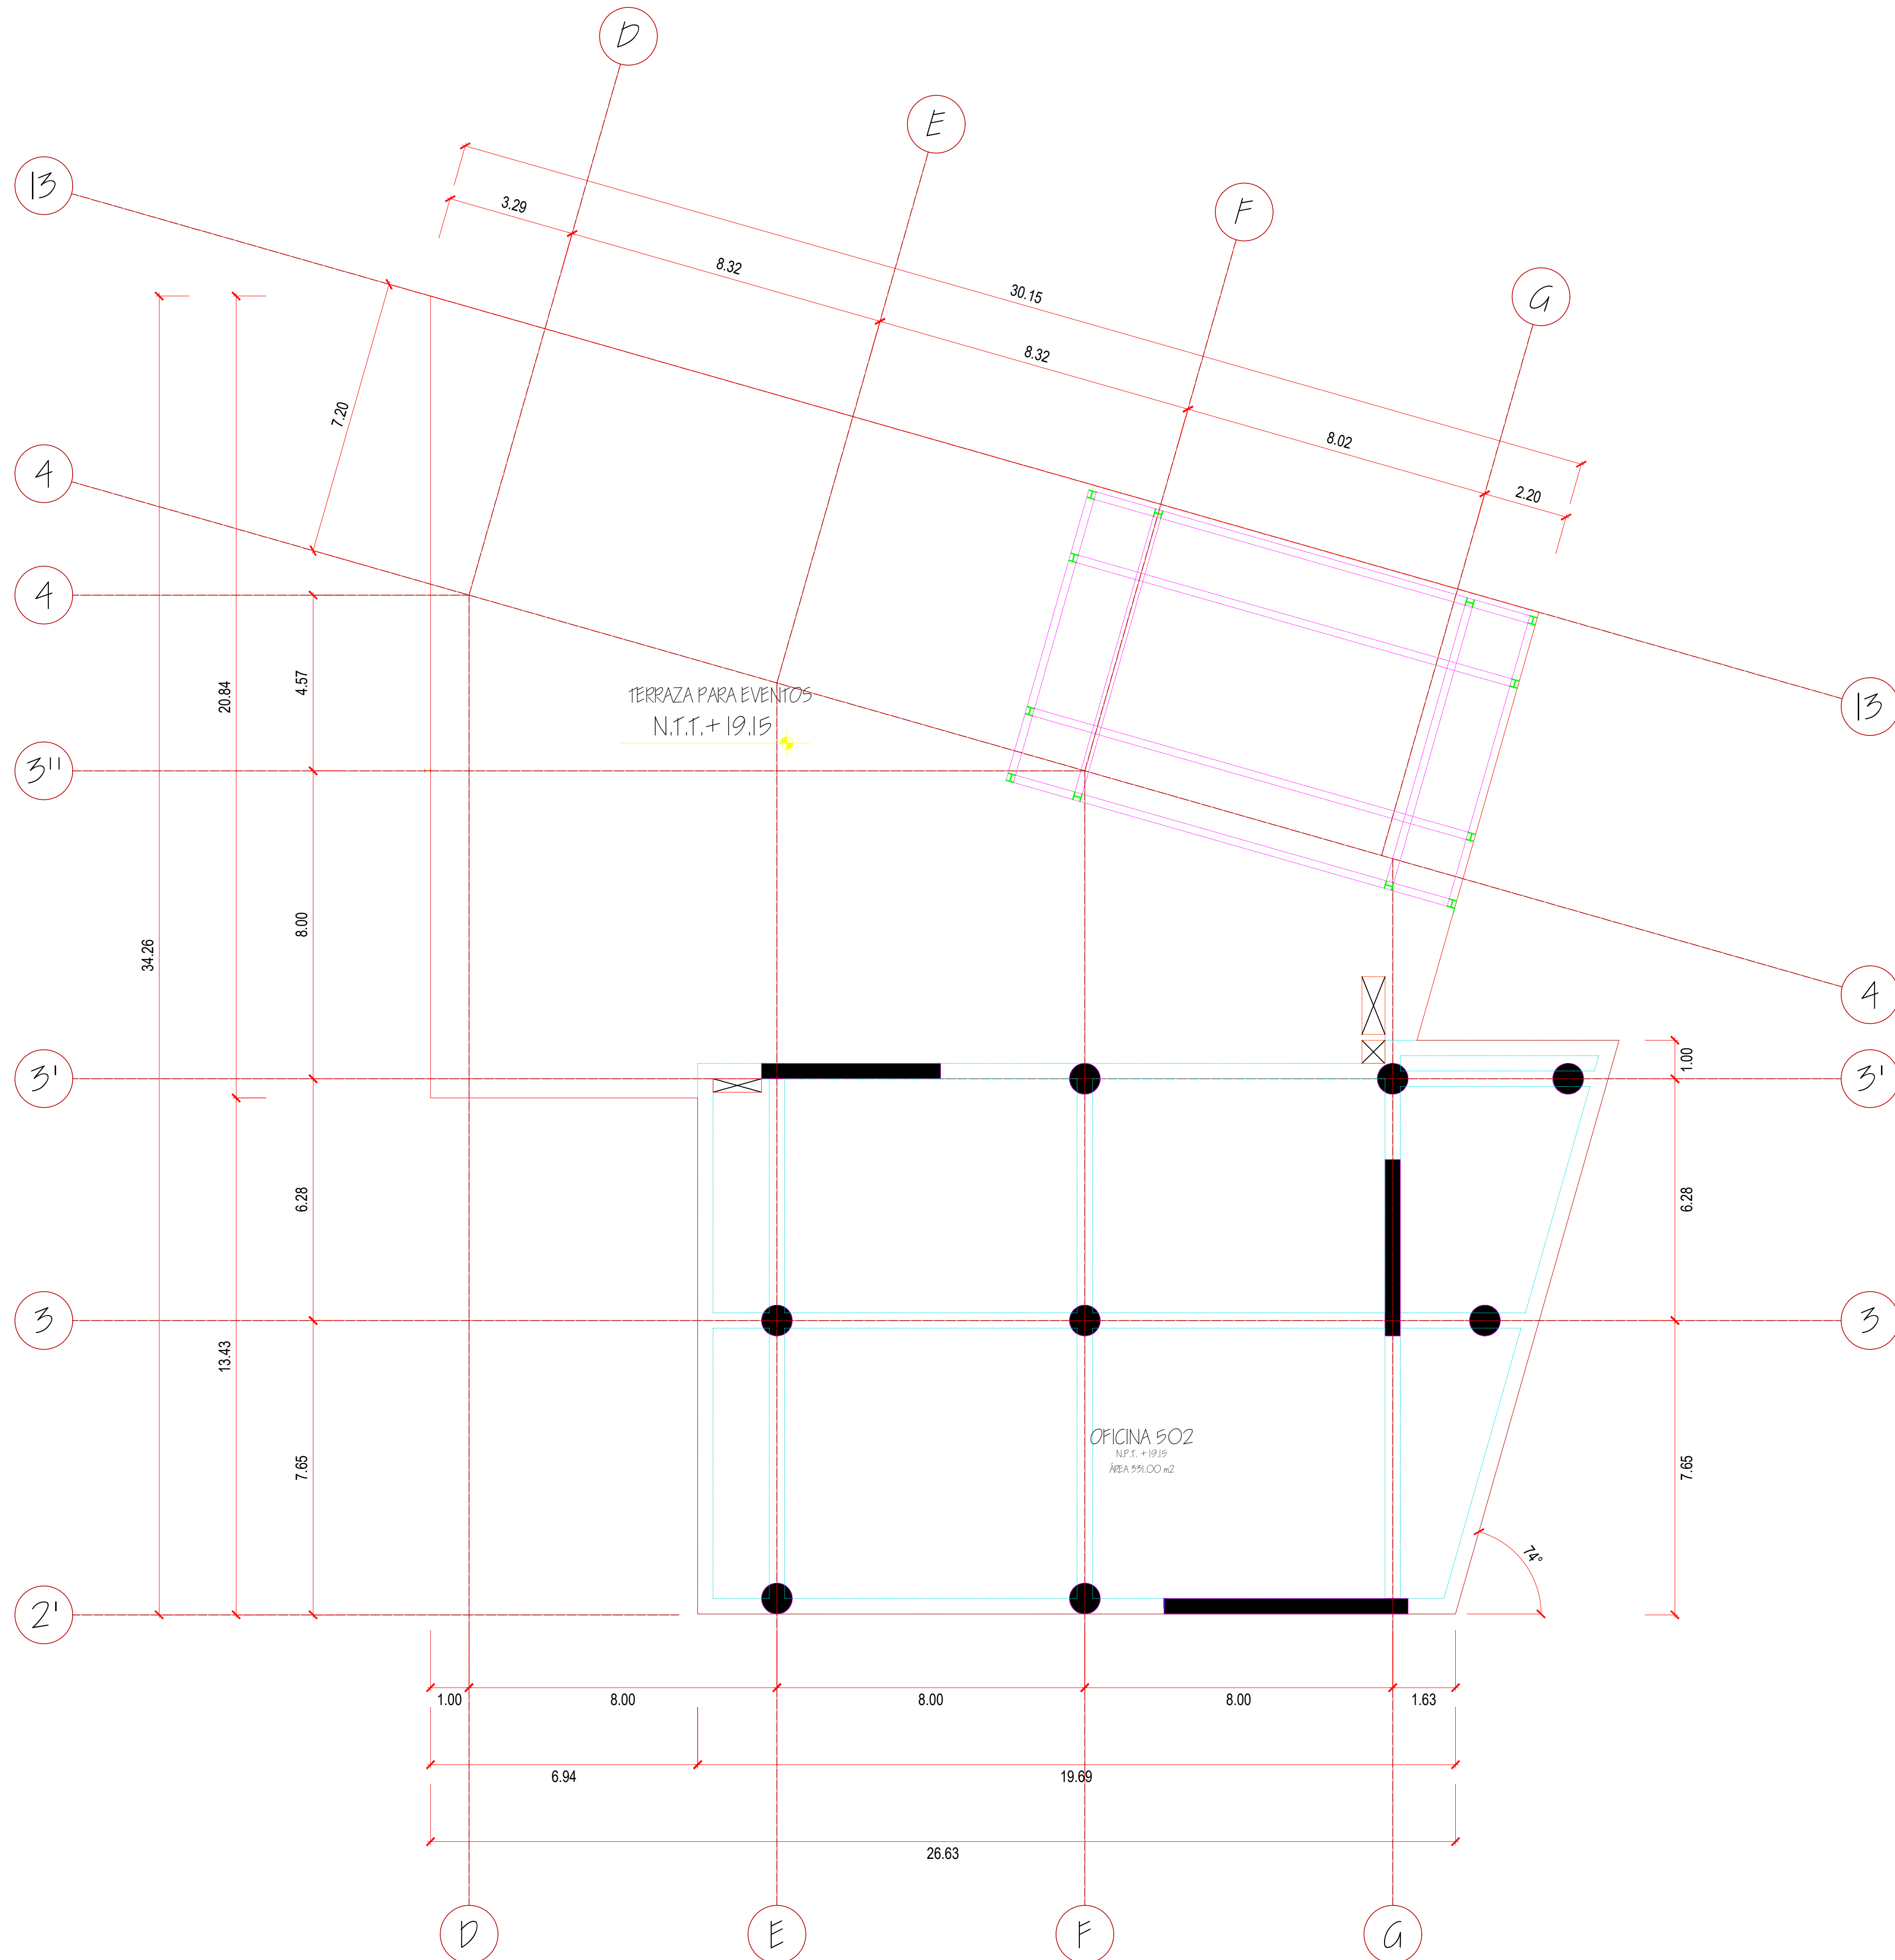 D
E
13
F
3.29
8.32
30.15
G
8.32
7.20
8.02
4
2.20
4
4.57
20.84
TERRAZA PARA EVENTOS
N.T.T.+19.15
13
3''
8.00
34.26
4
1.00
3'
3'
6.28
6.28
3
3
13.43
OFICINA 502
N.P.T. +19.15
ÁREA 331.00 m2
7.65
7.65
74°
2'
1.00
8.00
8.00
8.00
1.63
6.94
19.69
26.63
D
E
F
G